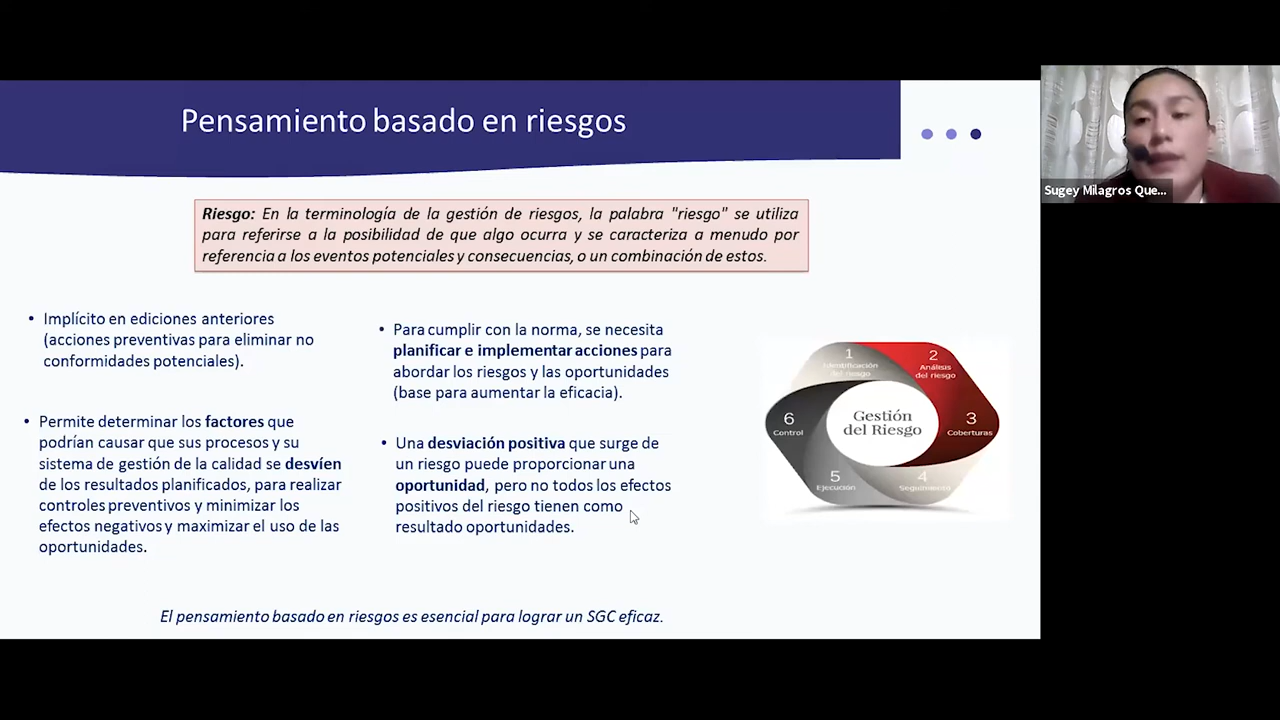 Pensamiento basado en riesgos
Riesgo: En la terminología de la gestión de riesgos, la palabra "riesgo" se utiliza
para referirse a la posibilidad de que algo ocurra y se caracteriza a menudo por
referencia a los eventos potenciales y consecuencias, o un combinación de estos.
• Implícito en ediciones anteriores
(acciones preventivas para eliminar no
conformidades potenciales).
• Permite determinar los factores que
podrían causar que sus procesos y su
sistema de gestión de la calidad se desvíen
de los resultados planificados, para realizar
controles preventivos y minimizar los
efectos negativos y maximizar el uso de las
oportunidades.
• Para cumplir con la norma, se necesita
planificar e implementar acciones para
abordar los riesgos y las oportunidades
(base para aumentar la eficacia).
• Una desviación positiva que surge de
un riesgo puede proporcionar una
oportunidad, pero no todos los efectos
positivos del riesgo tienen como
resultado oportunidades.
1
Identificación
del riesgo
2
Análisis
del riesgo
3
Coberturas
4
Seguimiento
5
Ejecución
6
Control
Gestión
del Riesgo
El pensamiento basado en riesgos es esencial para lograr un SGC eficaz.
Sugey Milagros Que...